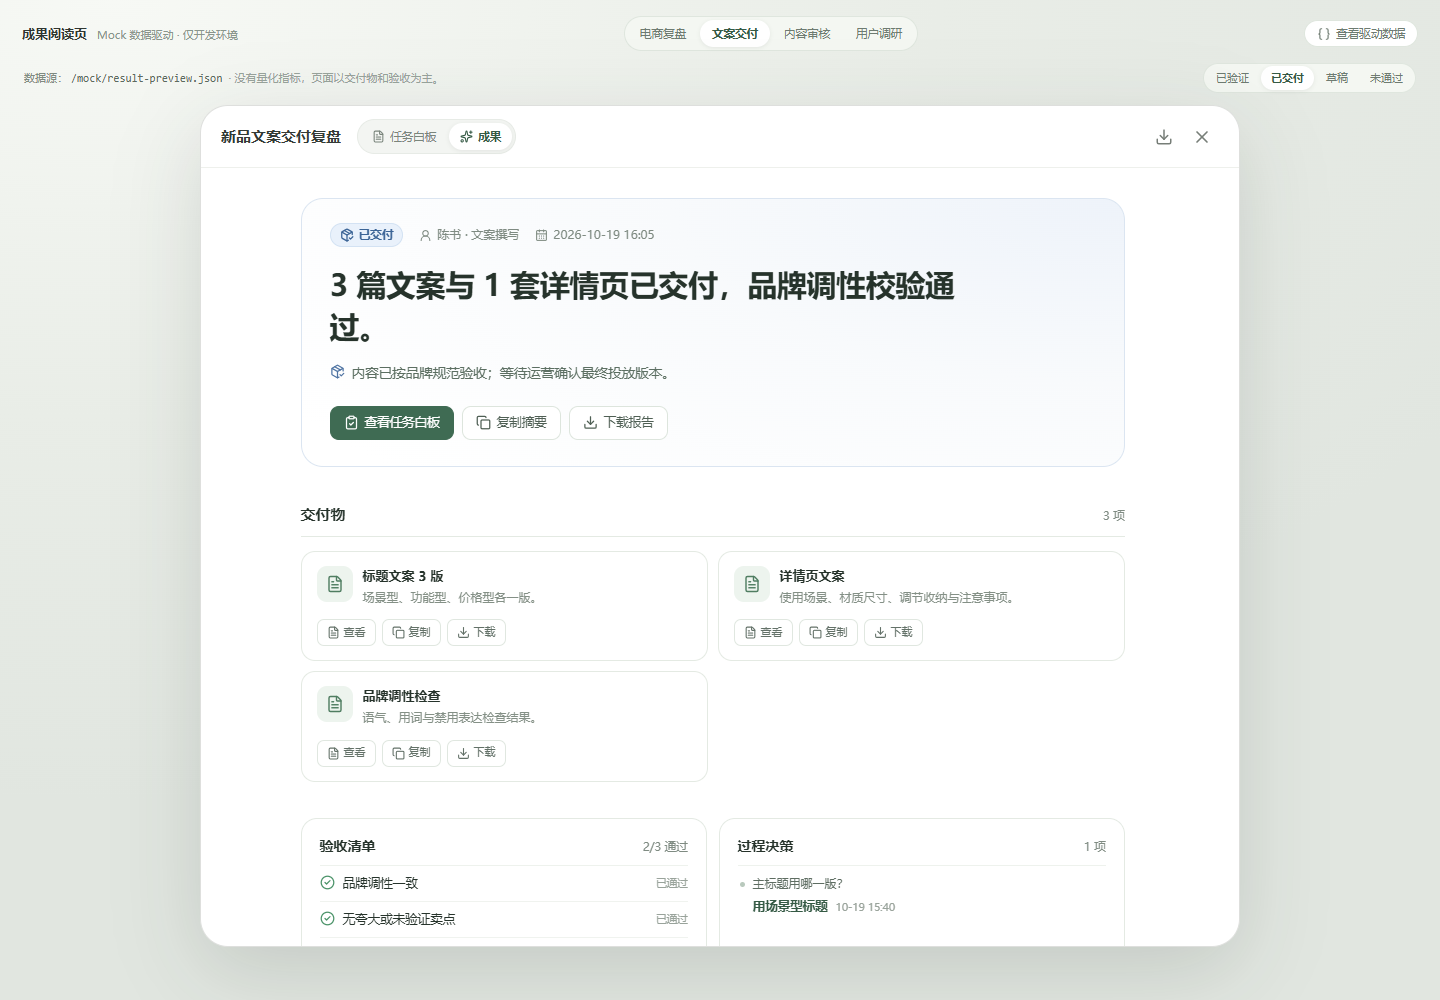 成果阅读页 Mock 数据驱动 · 仅开发环境
电商复盘 文案交付 内容审核 用户调研
{ } 查看驱动数据
数据源： /mock/result-preview.json · 没有量化指标，页面以交付物和验收为主。
已验证 已交付 草稿 未通过
新品文案交付复盘 任务白板 成果
已交付 陈书 · 文案撰写 2026-10-19 16:05
3 篇文案与 1 套详情页已交付，品牌调性校验通
过。
内容已按品牌规范验收；等待运营确认最终投放版本。
查看任务白板 复制摘要 下载报告
交付物 3 项
标题文案 3 版
场景型、功能型、价格型各一版。
查看 复制 下载
详情页文案
使用场景、材质尺寸、调节收纳与注意事项。
查看 复制 下载
品牌调性检查
语气、用词与禁用表达检查结果。
查看 复制 下载
验收清单 2/3 通过
品牌调性一致 已通过
无夸大或未验证卖点 已通过
过程决策 1 项
主标题用哪一版？
用场景型标题 10-19 15:40